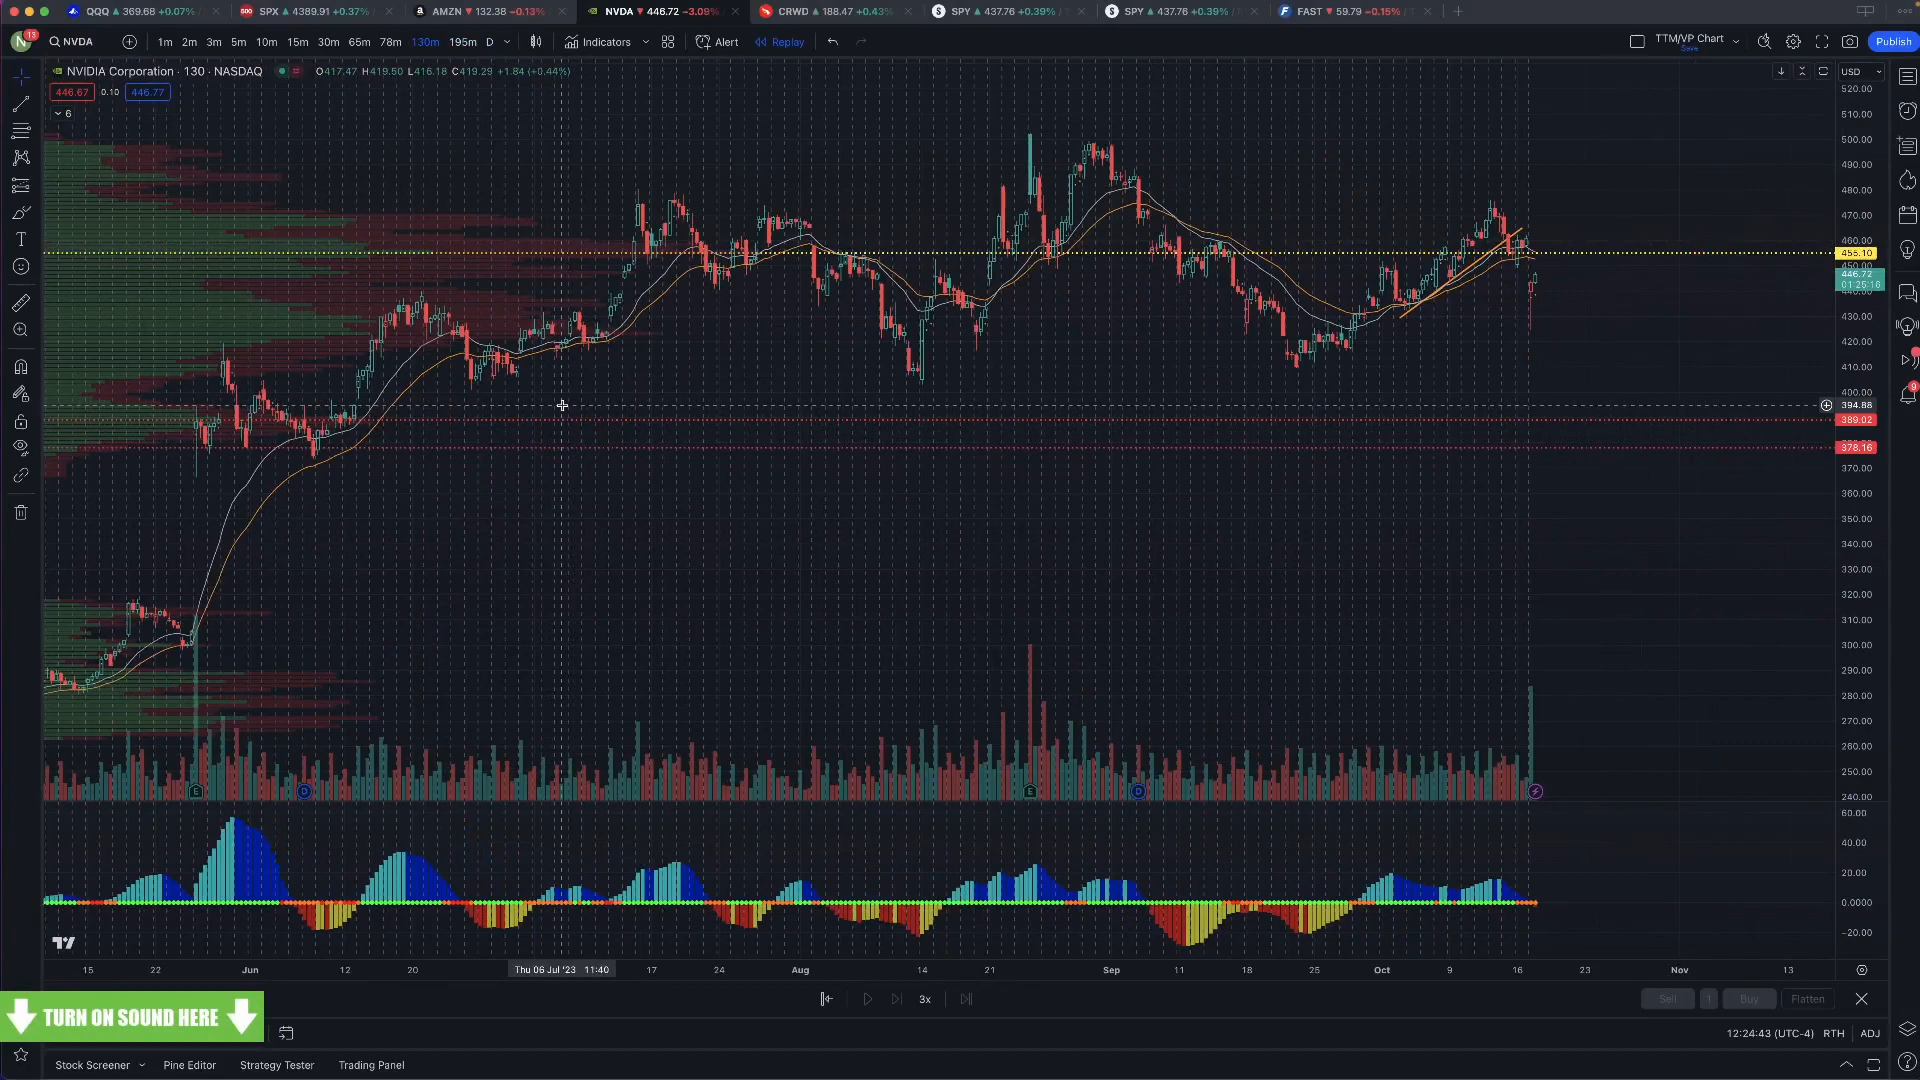 QQQ ▲ 369.68 +0.07%
SPX ▲ 4389.91 +0.37%
AMZN ▼ 132.38 −0.13%
NVDA ▼ 446.72 −3.09%
CRWD ▲ 188.47 +0.43%
SPY ▲ 437.76 +0.39%
SPY ▲ 437.76 +0.39%
FAST ▼ 59.79 −0.15%
N 13 NVDA 1m 2m 3m 5m 10m 15m 30m 65m 78m 130m 195m D Indicators Alert Replay TTM/VP Chart Save Publish
NVIDIA Corporation · 130 · NASDAQ O417.47 H419.50 L416.18 C419.29 +1.84 (+0.44%) USD
446.67 0.10 446.77
6
520.00
510.00
500.00
490.00
480.00
470.00
460.00
455.10
450.00
446.72
01:25:16
440.00
430.00
420.00
410.00
400.00
394.88
389.02
378.16
370.00
360.00
350.00
340.00
330.00
320.00
310.00
300.00
290.00
280.00
270.00
260.00
250.00
240.00
E D E D
60.00
40.00
20.00
0.0000
−20.00
9
15 22 Jun 12 20 Thu 06 Jul '23 11:40 17 24 Aug 14 21 Sep 11 18 25 Oct 9 16 23 Nov 13
3x Sell 1 Buy Flatten
TURN ON SOUND HERE
12:24:43 (UTC-4) RTH ADJ
Stock Screener Pine Editor Strategy Tester Trading Panel